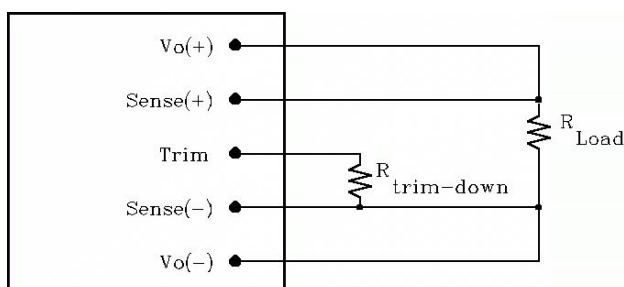 Vo(+)
Sense(+)
R
Load
Trim
R
trim-down
Sense(-)
Vo(-)